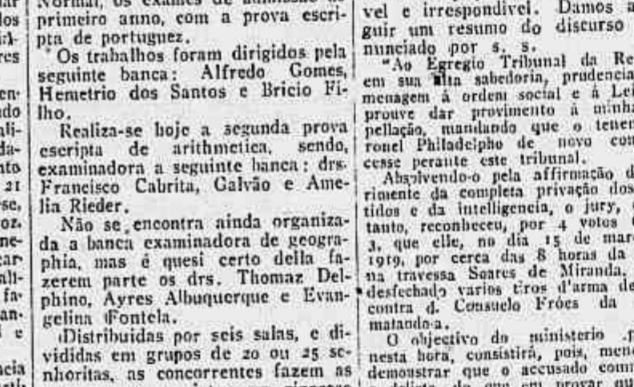 Normal, os exames de admissão ao
primeiro anno, com a prova escri-
pta de portuguez.
Os trabalhos foram dirigidos pela
seguinte banca: Alfredo Gomes,
Hemetrio dos Santos e Bricio Fi-
lho.
Realiza-se hoje a segunda prova
escripta de arithmetica, sendo,
examinadora a seguinte banca: drs.
Francisco Cabrita, Galvão e Ame-
lia Rieder.
Não se encontra ainda organiza-
da a banca examinadora de geogra-
phia, mas é quesi certo della fa-
zerem parte os drs. Thomaz Del-
phino, Ayres Albuquerque e Evan-
gelina Fontela.
Distribuidas por seis salas, e di-
vididas em grupos de 20 ou 25 se-
nhoritas, as concorrentes fazem as
vel e irrespondivel. Damos a
guir um resumo do discurso
nunciado por s. s.
"Ao Egregio Tribunal da Re
em sua alta sabedoria, prudencia
menagem á ordem social e á Lei
prouve dar provimento á minha
pellação, mandando que o tenen
ronel Philadelpho de novo com
cesse perante este tribunal.
Absolvendo-o pela affirmação d
rimente da completa privação dos
tidos e da intelligencia, o jury,
tanto, reconheceu, por 4 votos
3, que elle, no dia 15 de mar
1919, por cerca das 8 horas da
na travessa Soares de Miranda,
desfechado varios tiros d'arma de
contra d. Consuelo Fróes da
matando-a.
O objectivo do ministerio p
nesta hora, consistirá, pois, men
demonstrar que o accusado com